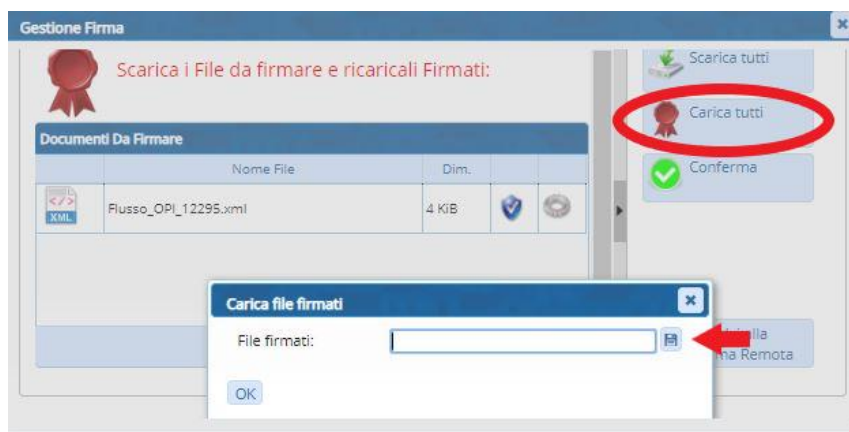 Gestione Firma
Scarica i File da firmare e ricaricali Firmati:
Scarica tutti
Carica tutti
Conferma
Documenti Da Firmare
Nome File
Dim.
XML
Flusso_OPI_12295.xml
4 KiB
Carica file firmati
File firmati:
OK
Remota